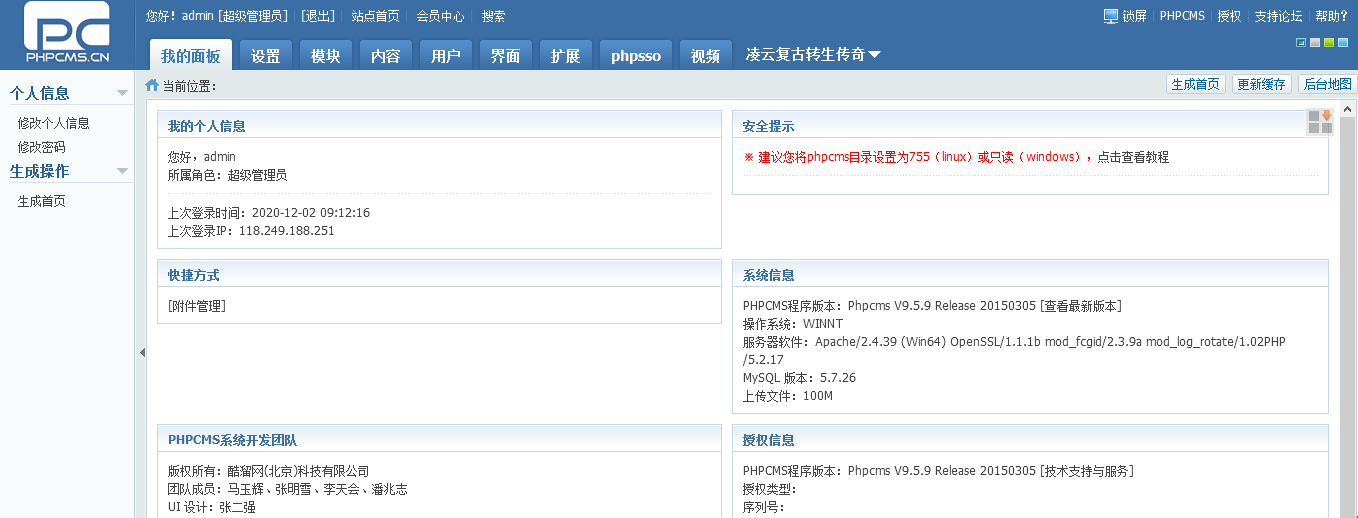 您好！admin [超级管理员] | [退出] | 站点首页 | 会员中心 | 搜索
锁屏 | PHPCMS | 授权 | 支持论坛 | 帮助?
PC
PHPCMS.CN
我的面板 设置 模块 内容 用户 界面 扩展 phpsso 视频 凌云复古转生传奇
当前位置：
生成首页 更新缓存 后台地图
个人信息
修改个人信息
修改密码
生成操作
生成首页
我的个人信息
您好，admin
所属角色：超级管理员
上次登录时间：2020-12-02 09:12:16
上次登录IP：118.249.188.251
安全提示
※ 建议您将phpcms目录设置为755（linux）或只读（windows），点击查看教程
快捷方式
[附件管理]
系统信息
PHPCMS程序版本：Phpcms V9.5.9 Release 20150305 [查看最新版本]
操作系统：WINNT
服务器软件：Apache/2.4.39 (Win64) OpenSSL/1.1.1b mod_fcgid/2.3.9a mod_log_rotate/1.02PHP
/5.2.17
MySQL 版本：5.7.26
上传文件：100M
PHPCMS系统开发团队
版权所有：酷溜网(北京)科技有限公司
团队成员：马玉辉、张明雪、李天会、潘兆志
UI 设计：张二强
授权信息
PHPCMS程序版本：Phpcms V9.5.9 Release 20150305 [技术支持与服务]
授权类型：
序列号：